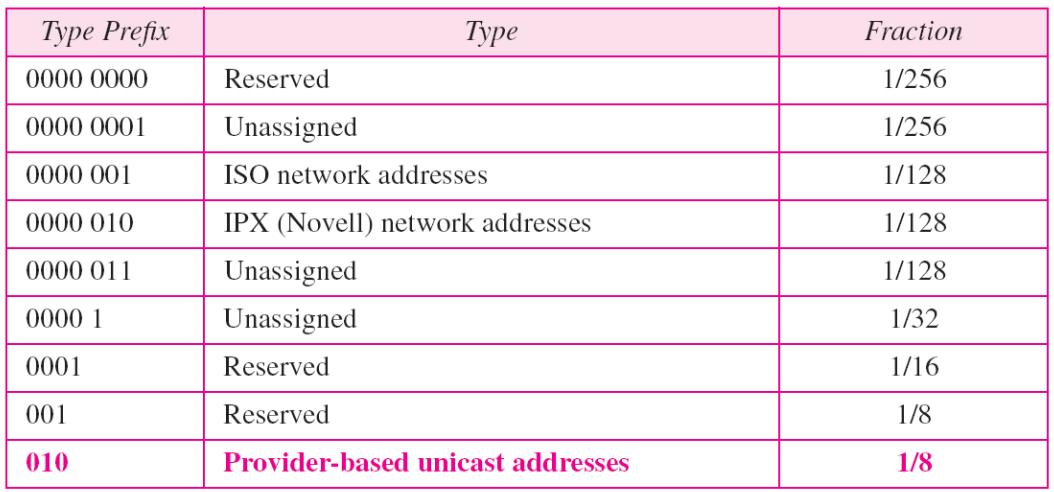 Type Prefix Type Fraction
0000 0000 Reserved 1/256
0000 0001 Unassigned 1/256
0000 001 ISO network addresses 1/128
0000 010 IPX (Novell) network addresses 1/128
0000 011 Unassigned 1/128
0000 1 Unassigned 1/32
0001 Reserved 1/16
001 Reserved 1/8
010 Provider-based unicast addresses 1/8